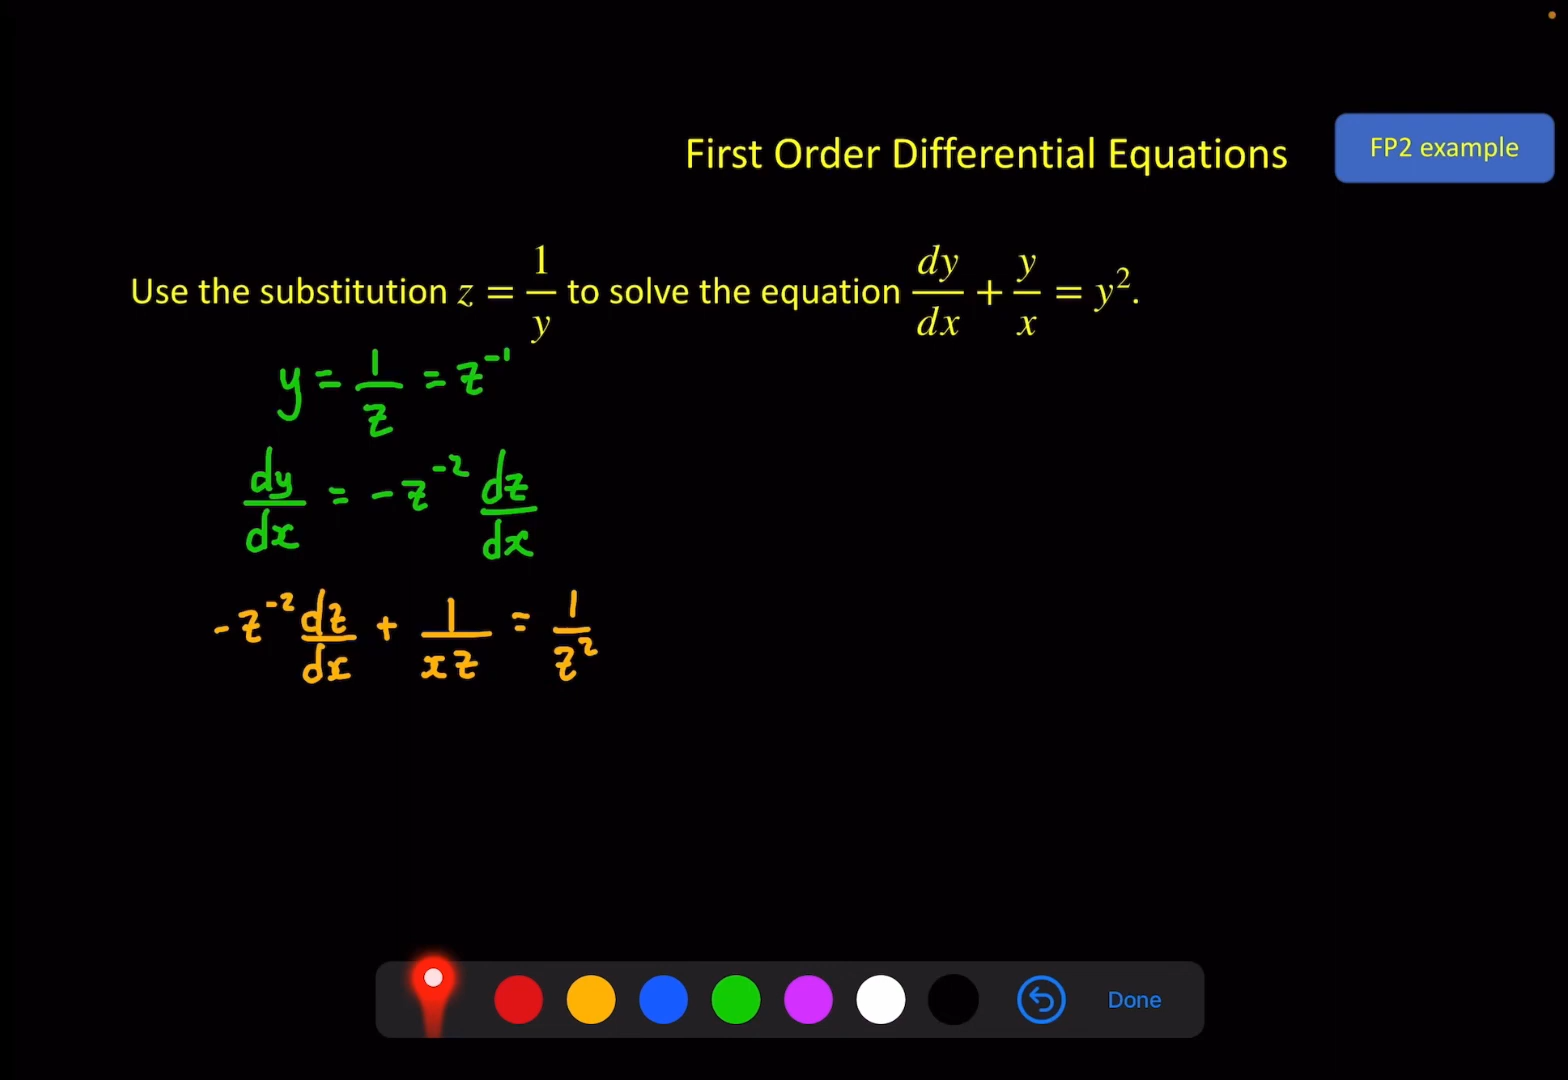 First Order Differential Equations
FP2 example
Use the substitution z = 1/y to solve the equation dy/dx + y/x = y².
y = 1/z = z⁻¹
dy/dx = -z⁻² dz/dx
-z⁻² dz/dx + 1/xz = 1/z²
Done